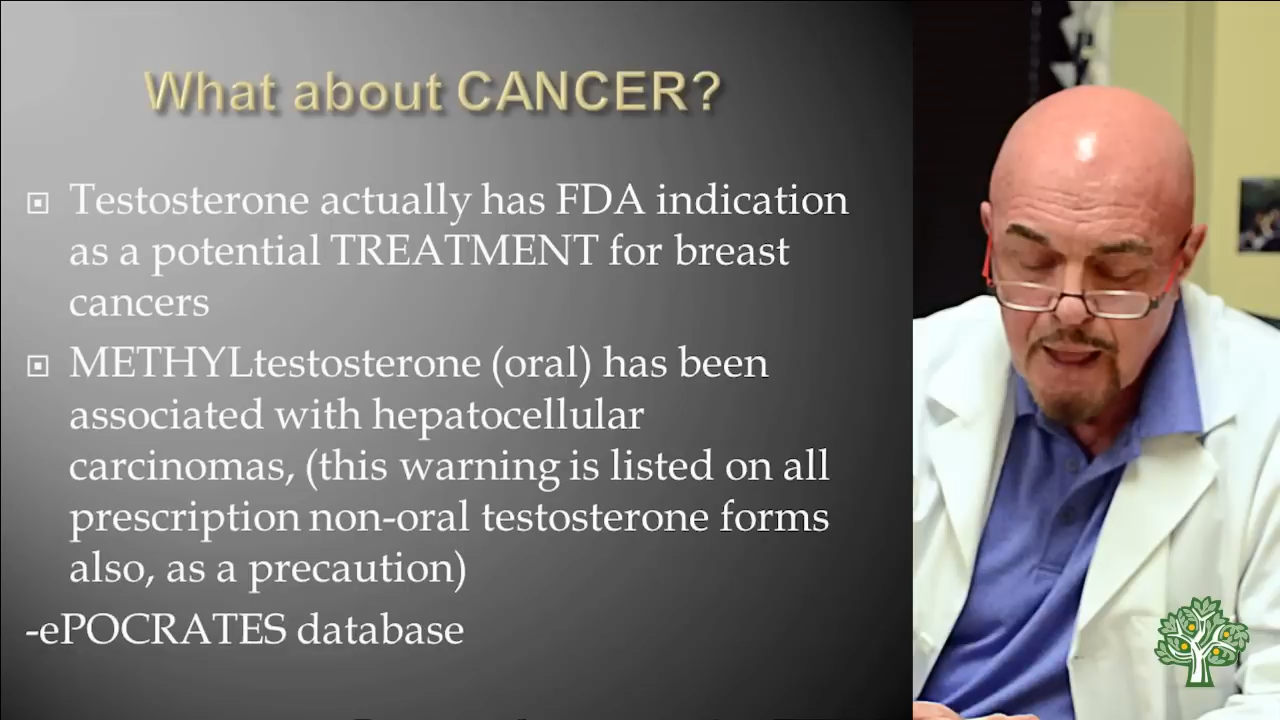 What about CANCER?
Testosterone actually has FDA indication
as a potential TREATMENT for breast
cancers
METHYLtestosterone (oral) has been
associated with hepatocellular
carcinomas, (this warning is listed on all
prescription non-oral testosterone forms
also, as a precaution)
-ePOCRATES database